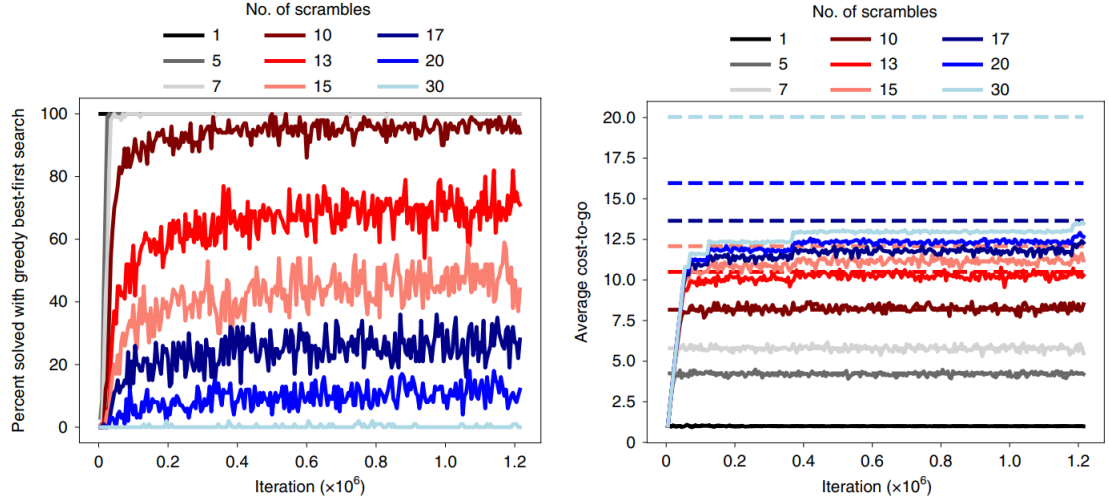 No. of scrambles
1 10 17
5 13 20
7 15 30
Percent solved with greedy best-first search
100
80
60
40
20
0
0 0.2 0.4 0.6 0.8 1.0 1.2
Iteration (×10⁶)
No. of scrambles
1 10 17
5 13 20
7 15 30
Average cost-to-go
20.0
17.5
15.0
12.5
10.0
7.5
5.0
2.5
0
0 0.2 0.4 0.6 0.8 1.0 1.2
Iteration (×10⁶)